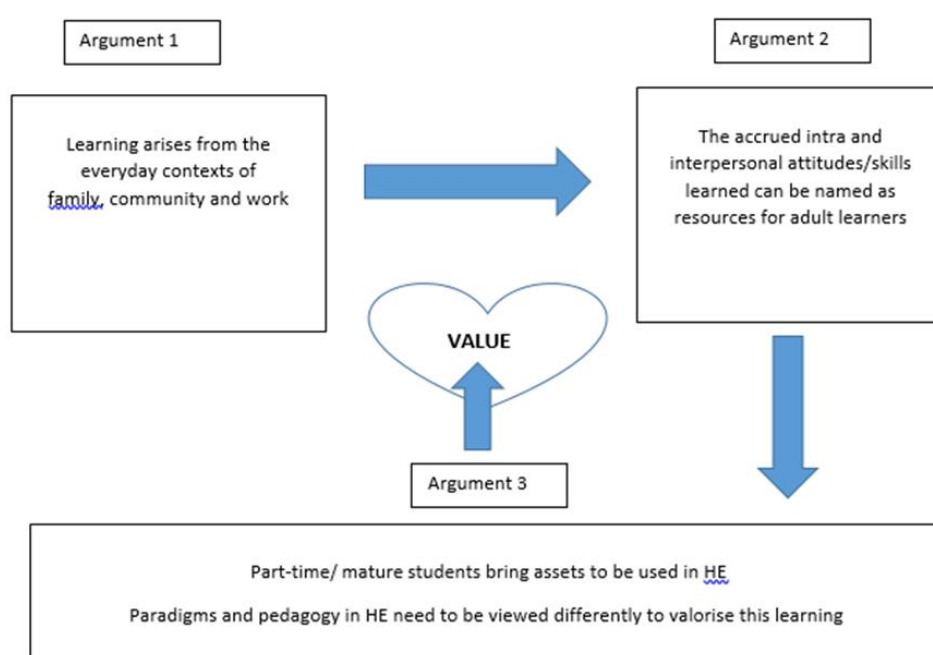 Argument 1
Learning arises from the
everyday contexts of
family, community and work
Argument 2
The accrued intra and
interpersonal attitudes/skills
learned can be named as
resources for adult learners
VALUE
Argument 3
Part-time/ mature students bring assets to be used in HE
Paradigms and pedagogy in HE need to be viewed differently to valorise this learning